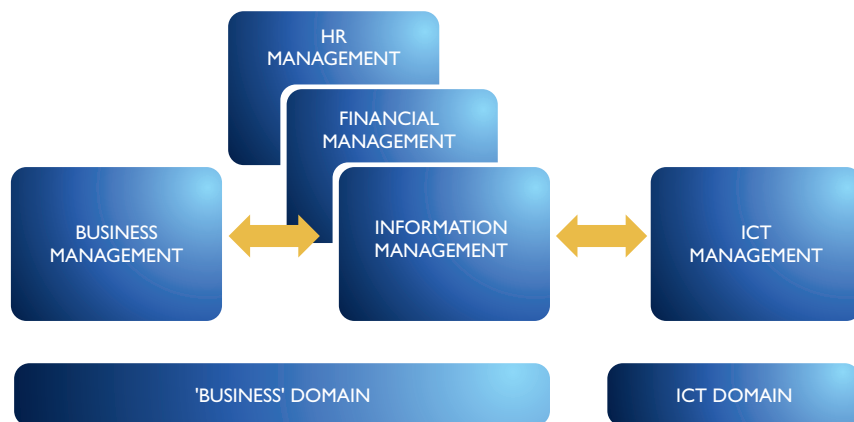 HR
MANAGEMENT
FINANCIAL
MANAGEMENT
BUSINESS
MANAGEMENT
INFORMATION
MANAGEMENT
ICT
MANAGEMENT
'BUSINESS' DOMAIN
ICT DOMAIN